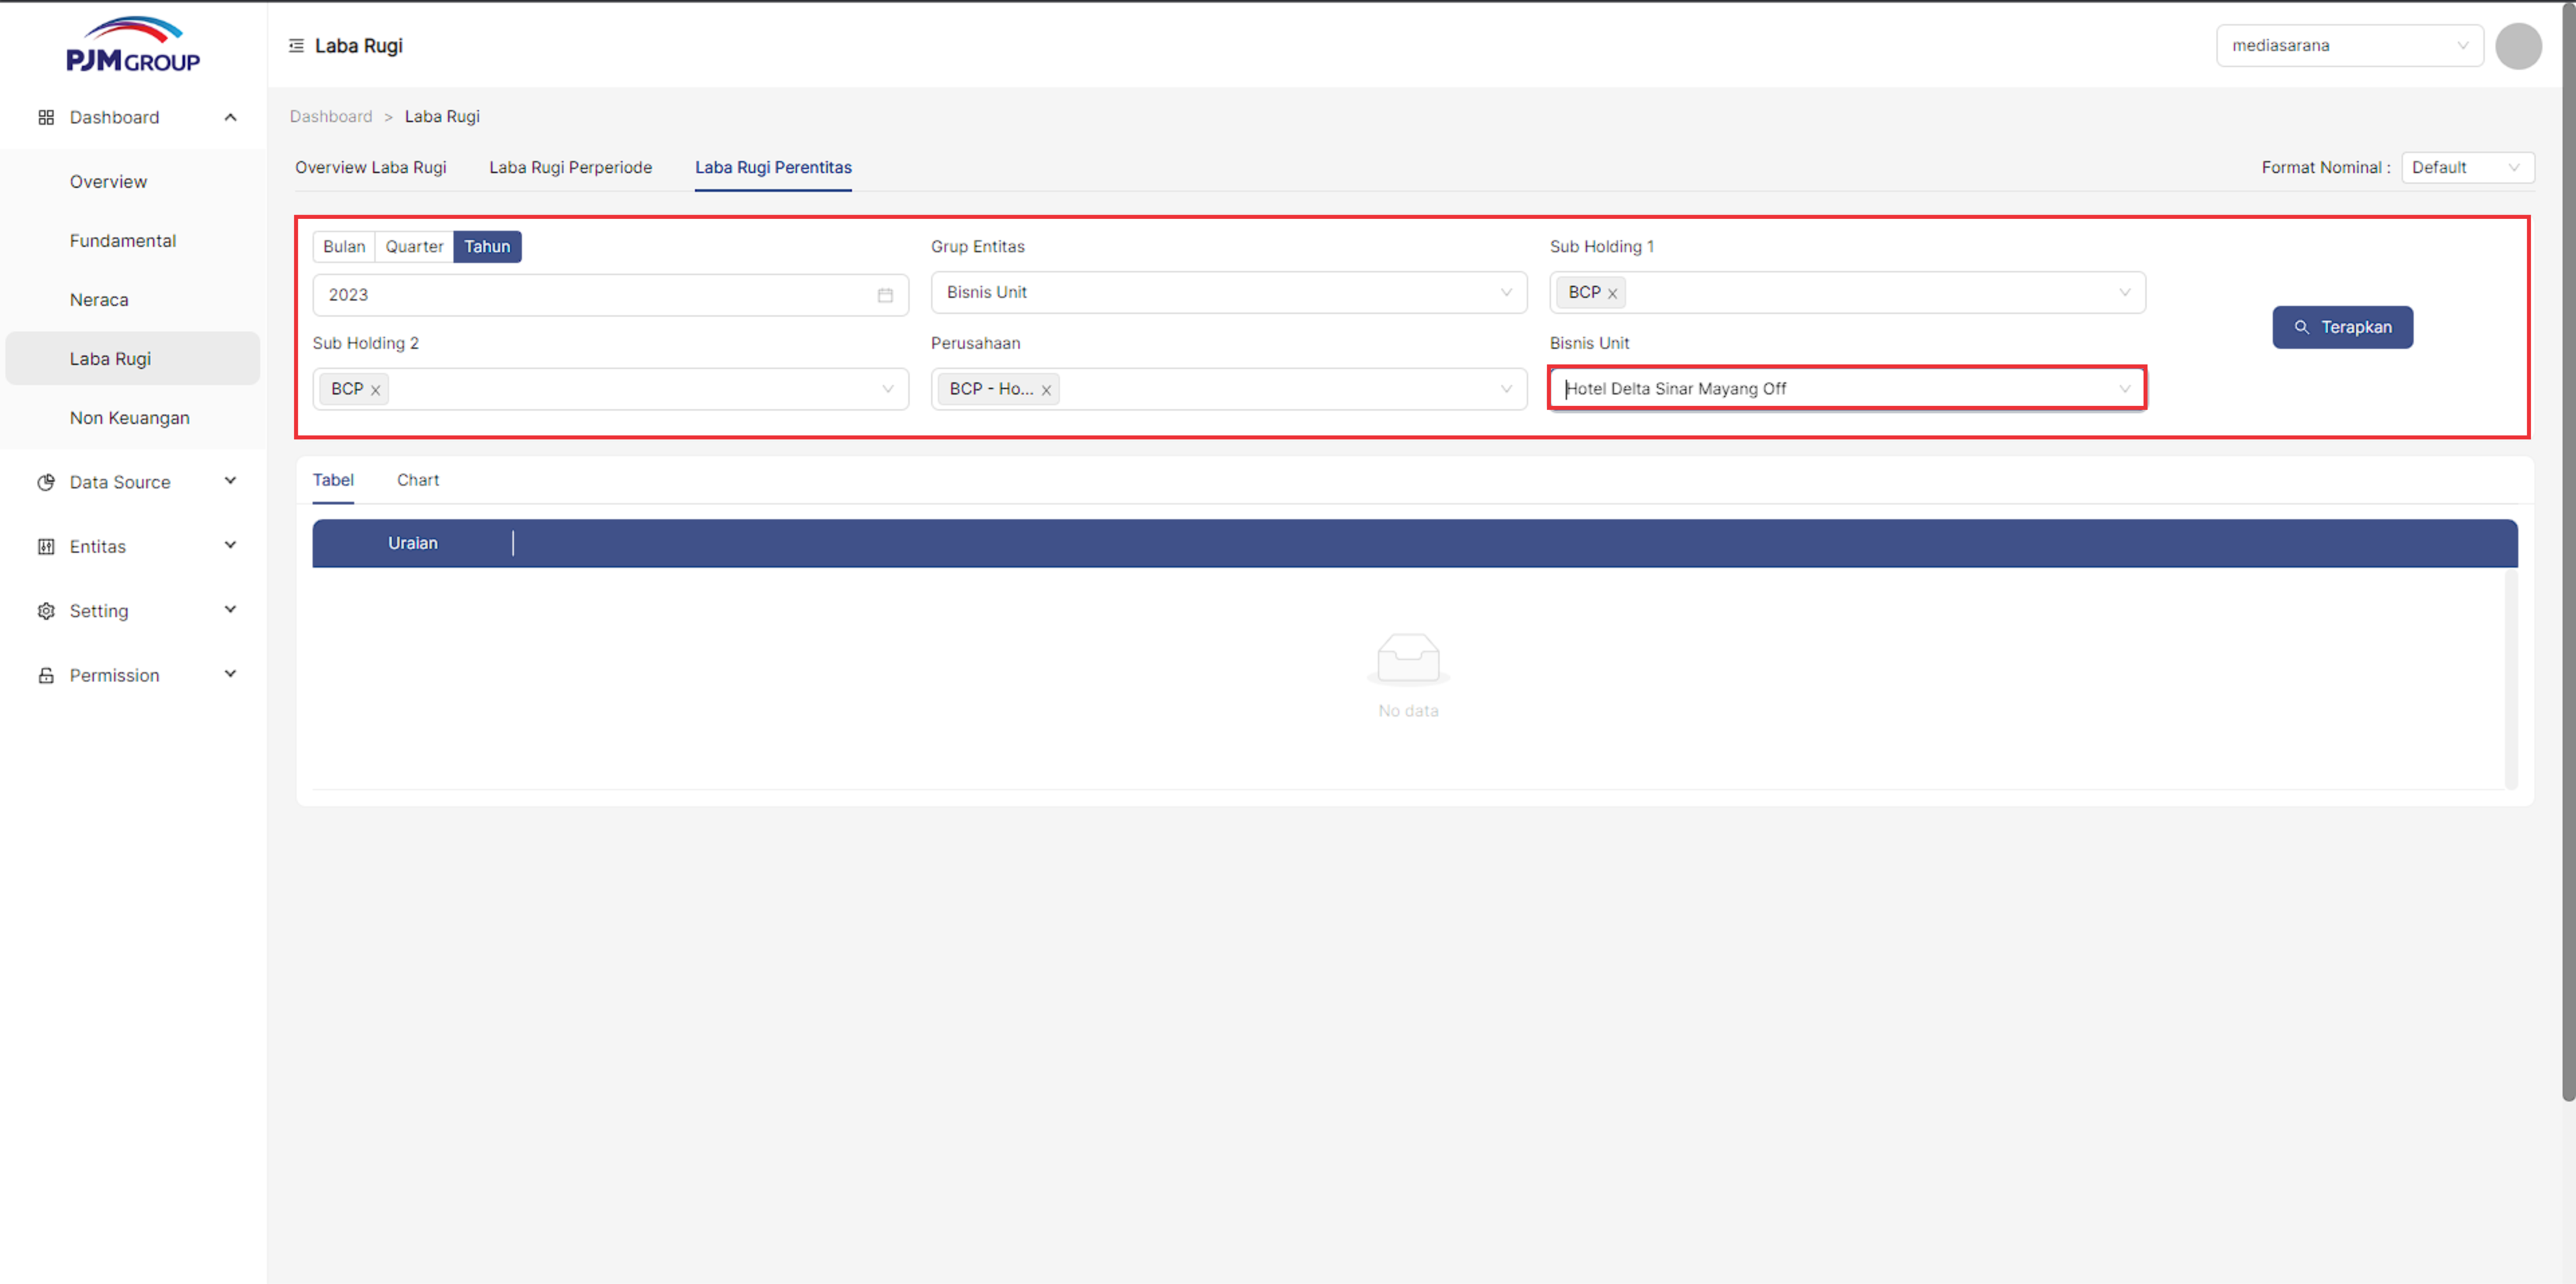 PJM GROUP
Laba Rugi
mediasarana
Dashboard
Overview
Fundamental
Neraca
Laba Rugi
Non Keuangan
Data Source
Entitas
Setting
Permission
Dashboard > Laba Rugi
Overview Laba Rugi Laba Rugi Perperiode Laba Rugi Perentitas
Format Nominal : Default
Bulan Quarter Tahun
2023
Grup Entitas
Bisnis Unit
Sub Holding 1
BCP
Sub Holding 2
BCP
Perusahaan
BCP - Ho...
Bisnis Unit
Hotel Delta Sinar Mayang Off
Terapkan
Tabel Chart
Uraian
No data